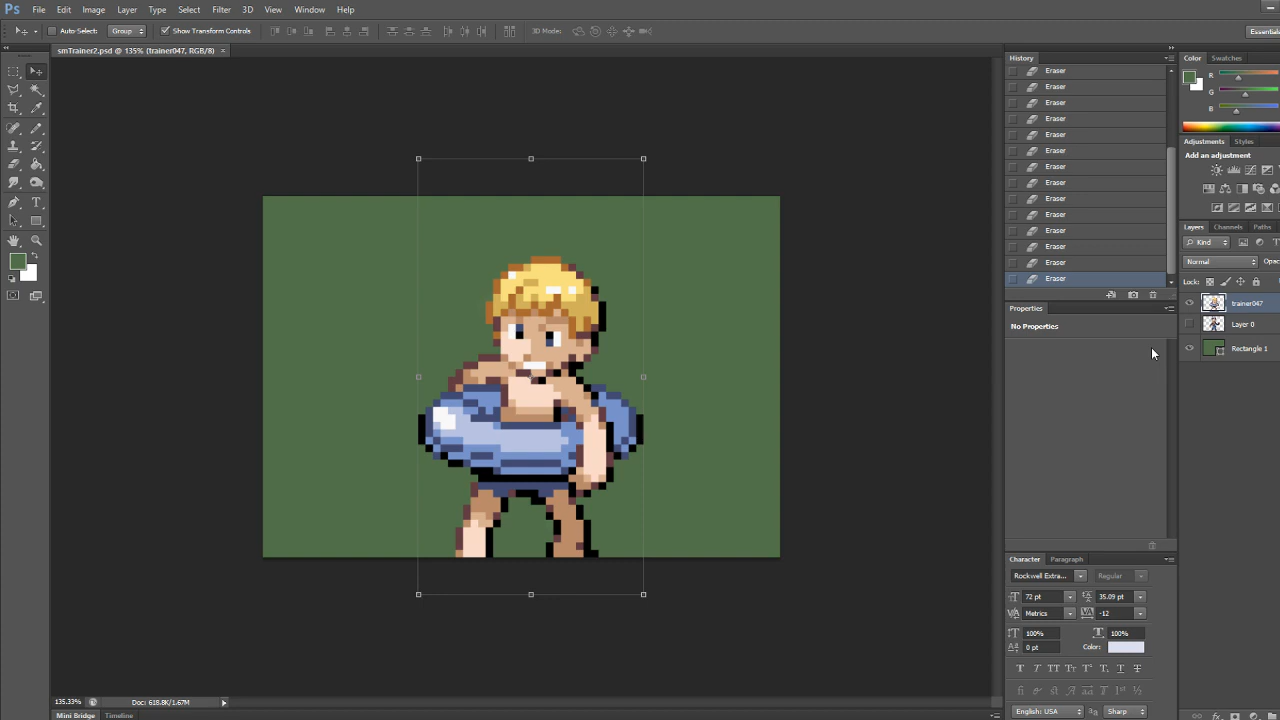 Ps File Edit Image Layer Type Select Filter 3D View Window Help
Auto-Select: Group Show Transform Controls 3D Mode: Essentials
smTrainer2.psd @ 135% (trainer047, RGB/8) ×
History
Eraser
Eraser
Eraser
Eraser
Eraser
Eraser
Eraser
Eraser
Eraser
Eraser
Eraser
Eraser
Eraser
Eraser
Properties
No Properties
Character Paragraph
Rockwell Extra... Regular
72 pt 35.09 pt
Metrics -12
100% 100%
0 pt Color:
English: USA Sharp
Color Swatches
R
G
B
Adjustments Styles
Add an adjustment
Layers Channels Paths
Kind
Normal Opac
Lock:
trainer047
Layer 0
Rectangle 1
135.33% Doc: 618.8K/1.67M
Mini Bridge Timeline